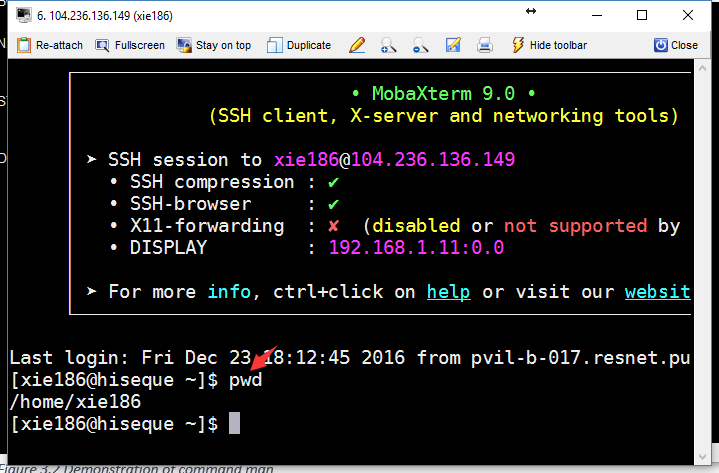 6. 104.236.136.149 (xie186)
Re-attach Fullscreen Stay on top Duplicate Hide toolbar Close
• MobaXterm 9.0 •
(SSH client, X-server and networking tools)
➤ SSH session to xie186@104.236.136.149
• SSH compression : ✔
• SSH-browser : ✔
• X11-forwarding : ✘ (disabled or not supported by
• DISPLAY : 192.168.1.11:0.0
➤ For more info, ctrl+click on help or visit our websit
Last login: Fri Dec 23 18:12:45 2016 from pvil-b-017.resnet.pu
[xie186@hiseque ~]$ pwd
/home/xie186
[xie186@hiseque ~]$
Figure 3.2 Demonstration of command man